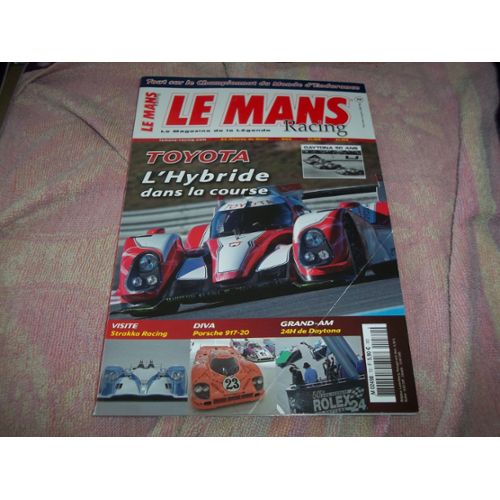 Tout sur le Championnat du Monde d'Endurance
LE MANS
LE MANS
Racing
Le Magazine de la Légende
DAYTONA 50 ANS
TOYOTA
L'Hybride
dans la course
VISITE
Strakka Racing
DIVA
Porsche 917-20
GRAND-AM
24H de Daytona
23
ROLEX
24